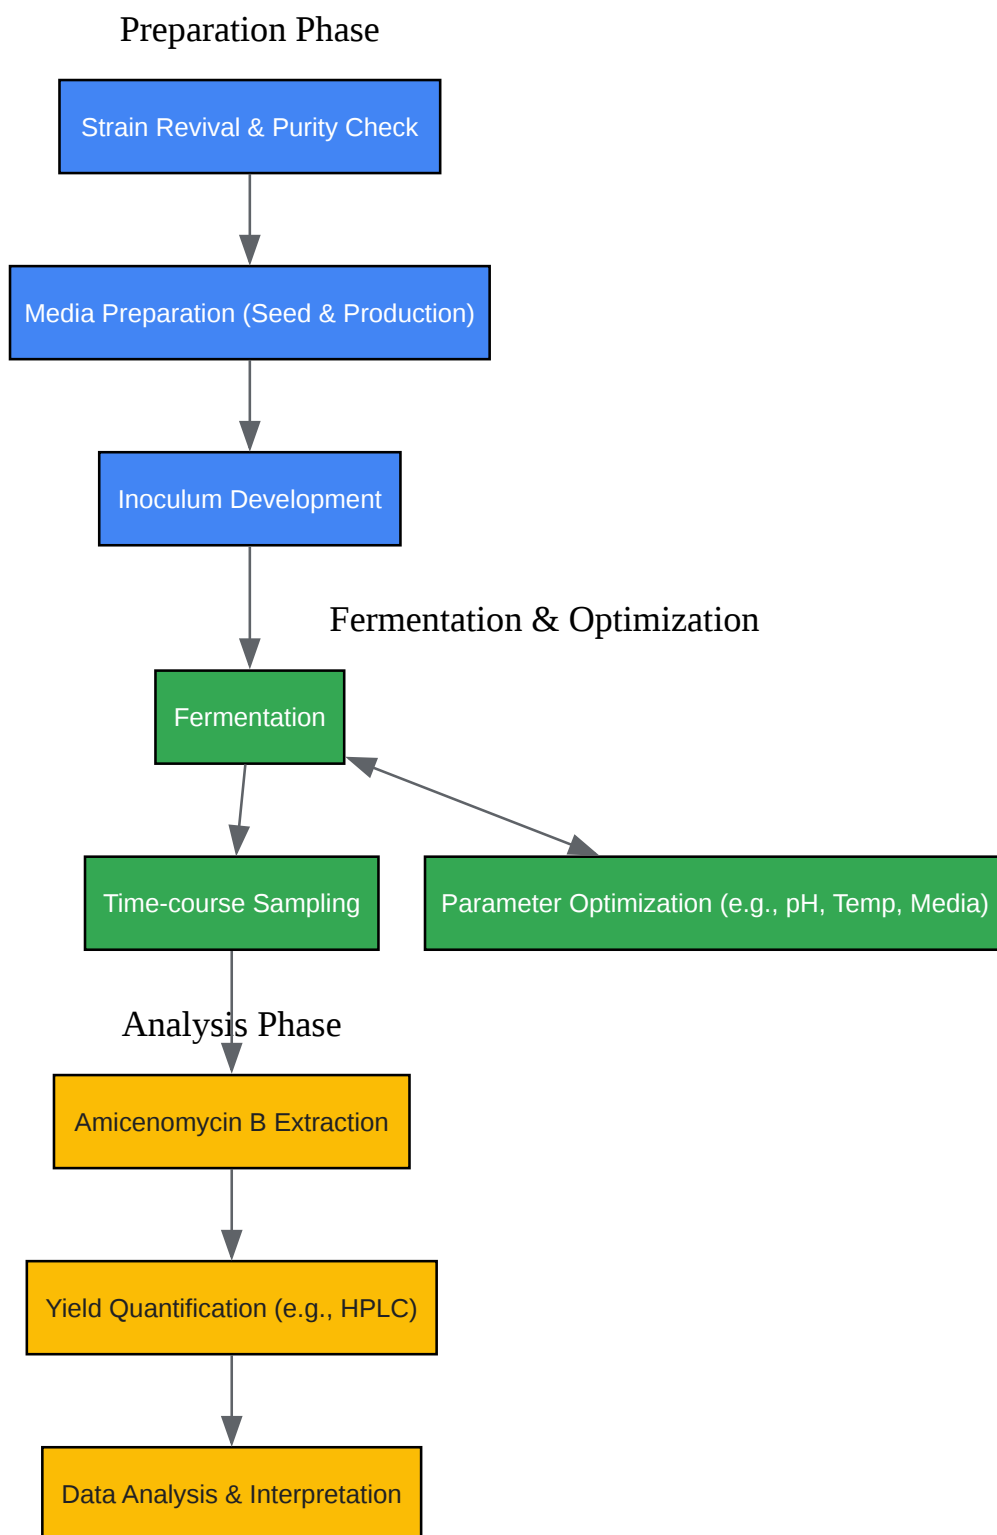 Preparation Phase
Strain Revival & Purity Check
Media Preparation (Seed & Production)
Inoculum Development
Fermentation & Optimization
Fermentation
Time-course Sampling
Parameter Optimization (e.g., pH, Temp, Media)
Analysis Phase
Amicenomycin B Extraction
Yield Quantification (e.g., HPLC)
Data Analysis & Interpretation